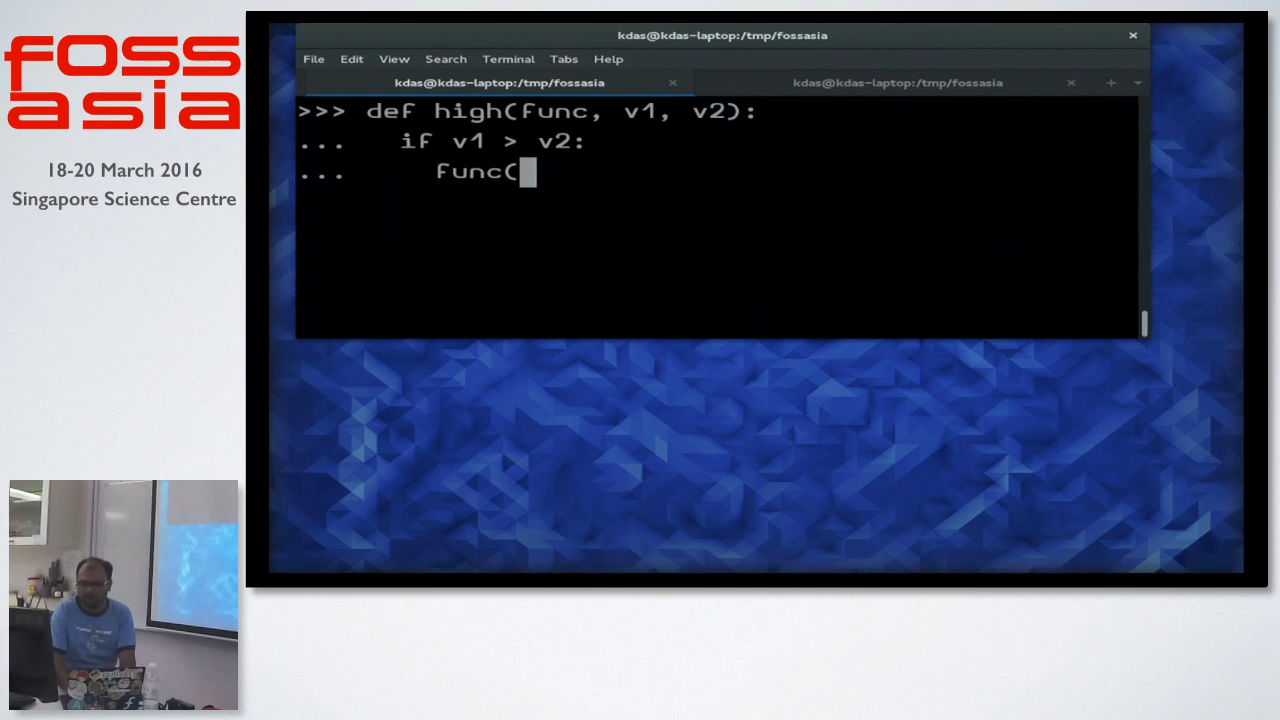 fossasia
18-20 March 2016
Singapore Science Centre
kdas@kdas-laptop:/tmp/fossasia
File Edit View Search Terminal Tabs Help
kdas@kdas-laptop:/tmp/fossasia
kdas@kdas-laptop:/tmp/fossasia
>>> def high(func, v1, v2):
... if v1 > v2:
... func(